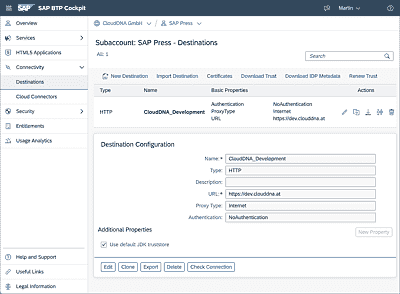 SAP BTP Cockpit
Martin
Overview
Services
HTML5 Applications
Connectivity
Destinations
Cloud Connectors
Security
Entitlements
Usage Analytics
Help and Support
Useful Links
Legal Information
CloudDNA GmbH / SAP Press
Subaccount: SAP Press - Destinations
All: 1
Search
New Destination Import Destination Certificates Download Trust Download IDP Metadata Renew Trust
Type Name Basic Properties Actions
HTTP CloudDNA_Development
Authentication NoAuthentication
ProxyType Internet
URL https://dev.clouddna.at
Destination Configuration
Name:* CloudDNA_Development
Type: HTTP
Description:
URL:* https://dev.clouddna.at
Proxy Type: Internet
Authentication: NoAuthentication
Additional Properties
New Property
Use default JDK truststore
Edit Clone Export Delete Check Connection